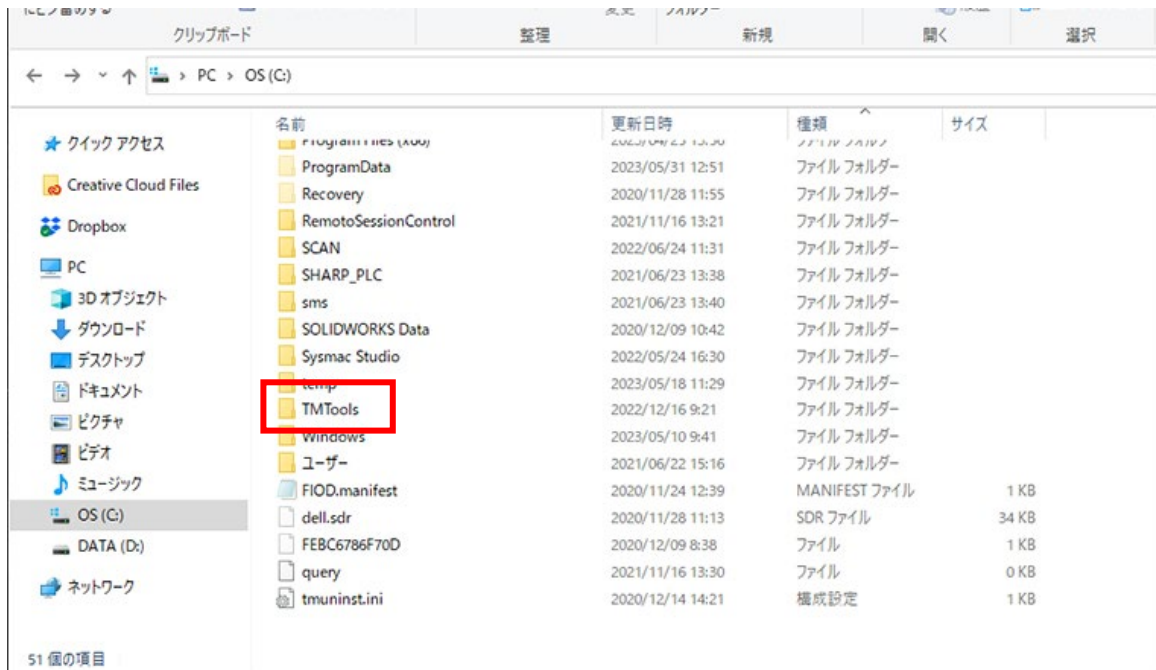 クリップボード 整理 新規 開く 選択
PC › OS (C:)
名前 更新日時 種類 サイズ
クイック アクセス
Creative Cloud Files
Dropbox
PC
3D オブジェクト
ダウンロード
デスクトップ
ドキュメント
ピクチャ
ビデオ
ミュージック
OS (C:)
DATA (D:)
ネットワーク
ProgramData 2023/05/31 12:51 ファイル フォルダー
Recovery 2020/11/28 11:55 ファイル フォルダー
RemotoSessionControl 2021/11/16 13:21 ファイル フォルダー
SCAN 2022/06/24 11:31 ファイル フォルダー
SHARP_PLC 2021/06/23 13:38 ファイル フォルダー
sms 2021/06/23 13:40 ファイル フォルダー
SOLIDWORKS Data 2020/12/09 10:42 ファイル フォルダー
Sysmac Studio 2022/05/24 16:30 ファイル フォルダー
temp 2023/05/18 11:29 ファイル フォルダー
TMTools 2022/12/16 9:21 ファイル フォルダー
Windows 2023/05/10 9:41 ファイル フォルダー
ユーザー 2021/06/22 15:16 ファイル フォルダー
FIOD.manifest 2020/11/24 12:39 MANIFEST ファイル 1 KB
dell.sdr 2020/11/28 11:13 SDR ファイル 34 KB
FEBC6786F70D 2020/12/09 8:38 ファイル 1 KB
query 2021/11/16 13:30 ファイル 0 KB
tmuninst.ini 2020/12/14 14:21 構成設定 1 KB
51 個の項目